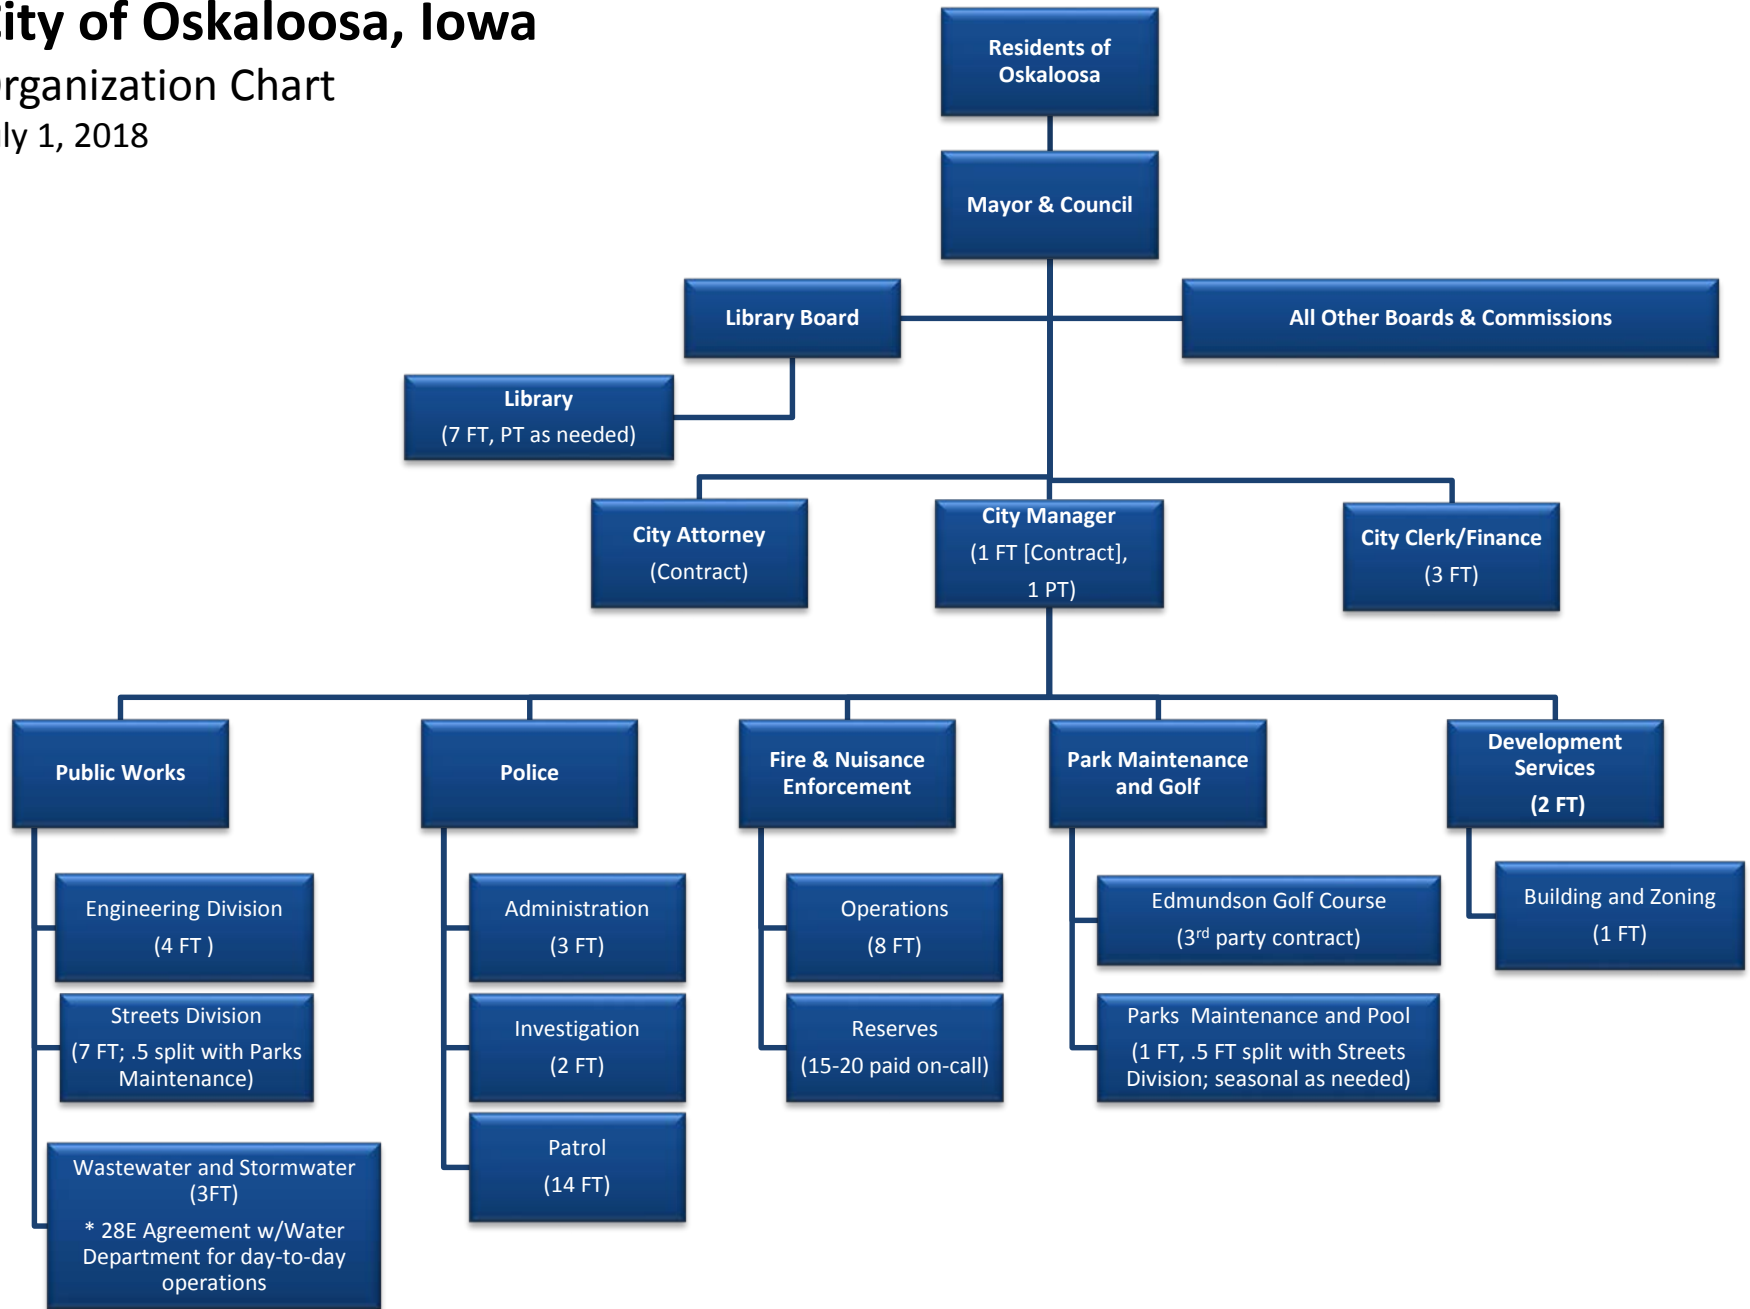 ity of Oskaloosa, Iowa
rganization Chart
ly 1, 2018
Residents of
Oskaloosa
Mayor & Council
Library Board
All Other Boards & Commissions
Library
(7 FT, PT as needed)
City Attorney
(Contract)
City Manager
(1 FT [Contract],
1 PT)
City Clerk/Finance
(3 FT)
Public Works
Police
Fire & Nuisance
Enforcement
Park Maintenance
and Golf
Development
Services
(2 FT)
Engineering Division
(4 FT )
Streets Division
(7 FT; .5 split with Parks
Maintenance)
Wastewater and Stormwater
(3FT)
* 28E Agreement w/Water
Department for day-to-day
operations
Administration
(3 FT)
Investigation
(2 FT)
Patrol
(14 FT)
Operations
(8 FT)
Reserves
(15-20 paid on-call)
Edmundson Golf Course
(3rd party contract)
Parks  Maintenance and Pool
(1 FT, .5 FT split with Streets
Division; seasonal as needed)
Building and Zoning
(1 FT)